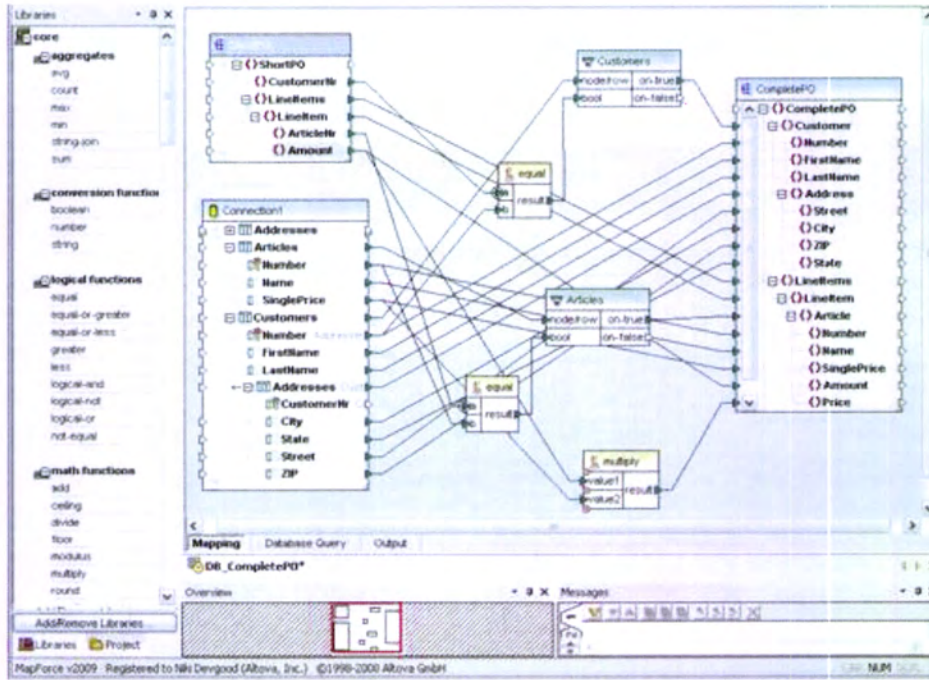 Libraries
core
aggregates
avg
count
max
min
string-join
sum
conversion function
boolean
number
string
logical functions
equal
equal-or-greater
equal-or-less
greater
less
logical-and
logical-not
logical-or
not-equal
math functions
add
ceiling
divide
floor
modulus
multiply
round
Add/Remove Libraries
Libraries
Project
ShortPO
CustomerNr
LineItems
LineItem
ArticleNr
Amount
Connection1
Addresses
Articles
Number
Name
SinglePrice
Customers
Number
FirstName
LastName
Addresses
CustomerNr
City
State
Street
ZIP
Customers
node/row on-true
bool on-false
equal
a
b
result
Articles
node/row on-true
bool on-false
equal
a
b
result
multiply
value1
value2
result
CompletePO
CompletePO
Customer
Number
FirstName
LastName
Address
Street
City
ZIP
State
LineItems
LineItem
Article
Number
Name
SinglePrice
Amount
Price
Mapping Database Query Output
DB_CompletePO*
Overview
Messages
MapForce v2009 Registered to Niki Devgood (Altova, Inc.) ©1998-2008 Altova GmbH
NUM